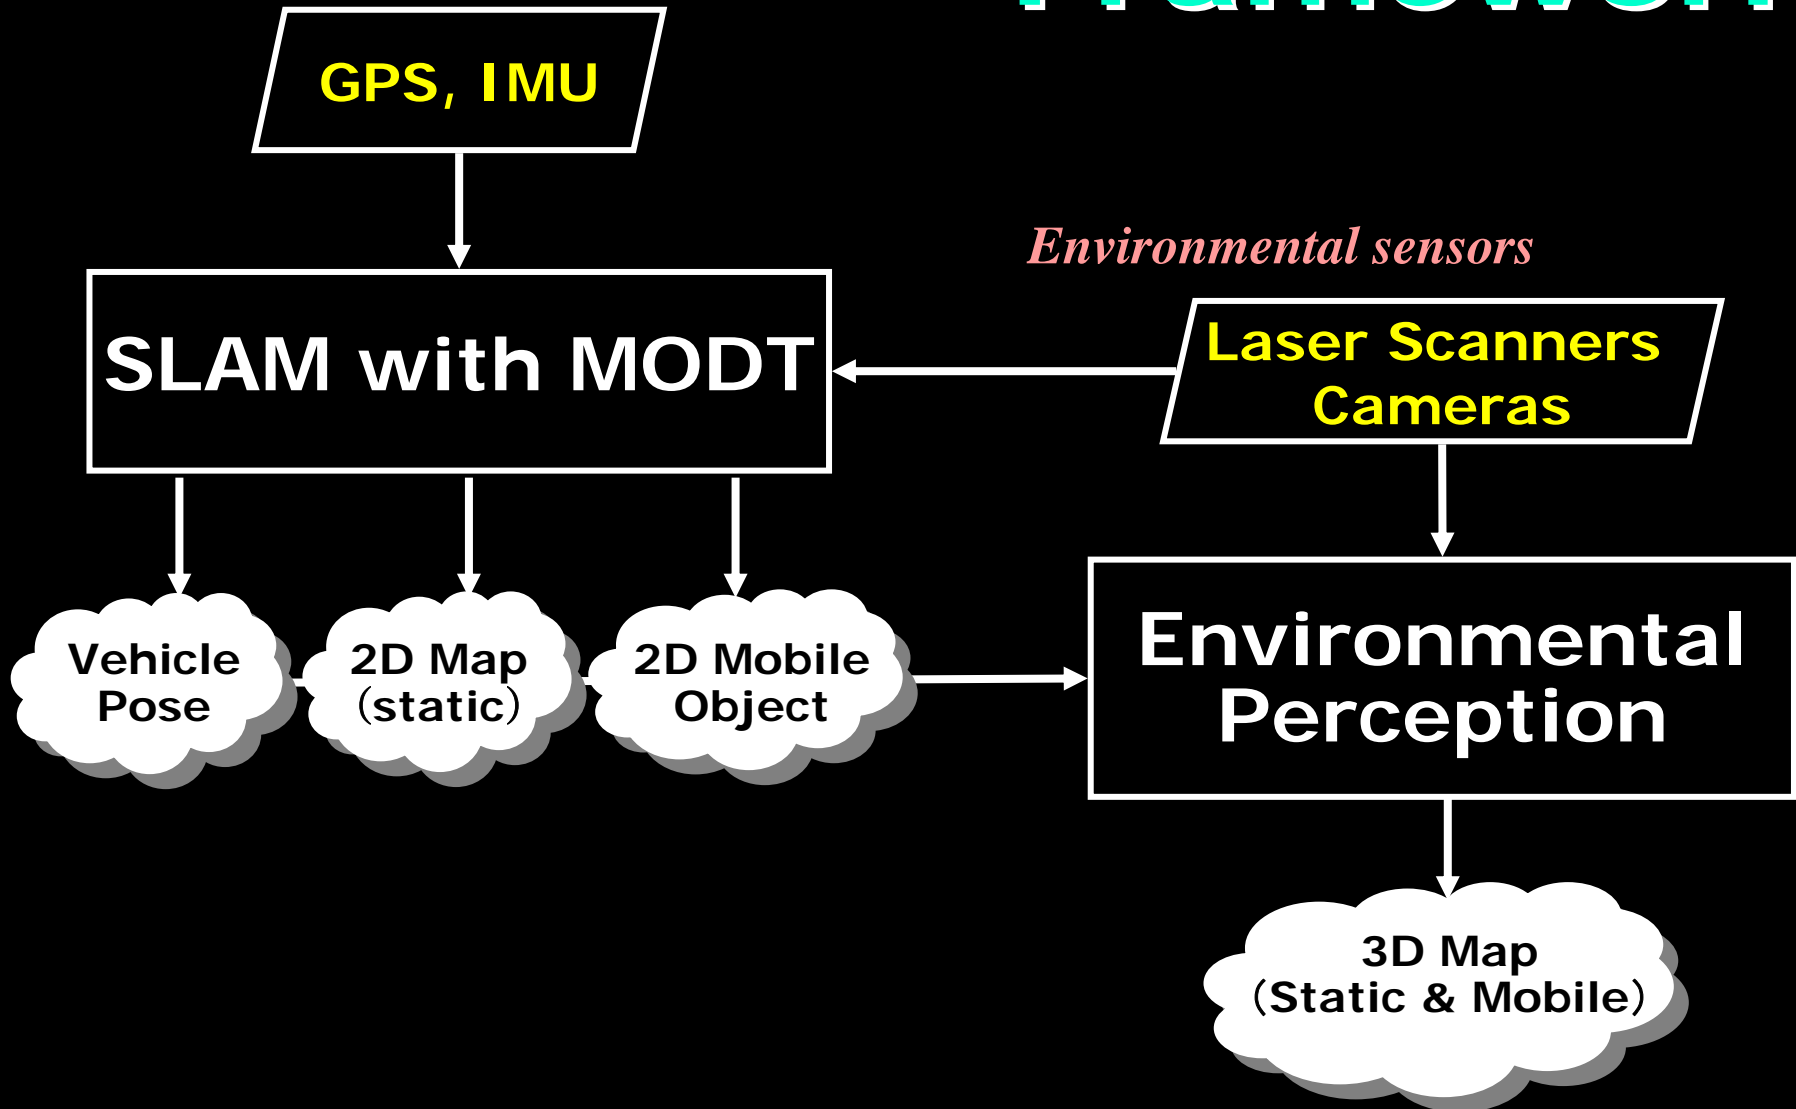 GPS, IMU
Environmental sensors
SLAM with MODT
Laser Scanners
Cameras
Vehicle
Pose
2D Map
(static)
2D Mobile
Object
Environmental
Perception
3D Map
(Static & Mobile)